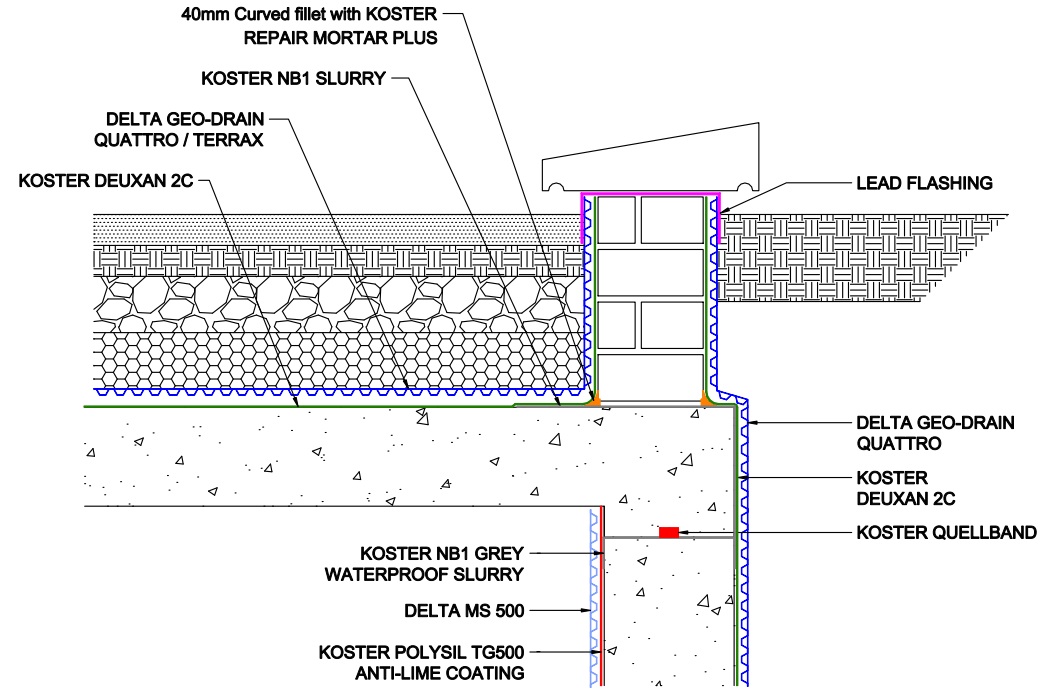 40mm Curved fillet with KOSTER
REPAIR MORTAR PLUS
KOSTER NB1 SLURRY
DELTA GEO-DRAIN
QUATTRO / TERRAX
KOSTER DEUXAN 2C
LEAD FLASHING
DELTA GEO-DRAIN
QUATTRO
KOSTER
DEUXAN 2C
KOSTER QUELLBAND
KOSTER NB1 GREY
WATERPROOF SLURRY
DELTA MS 500
KOSTER POLYSIL TG500
ANTI-LIME COATING